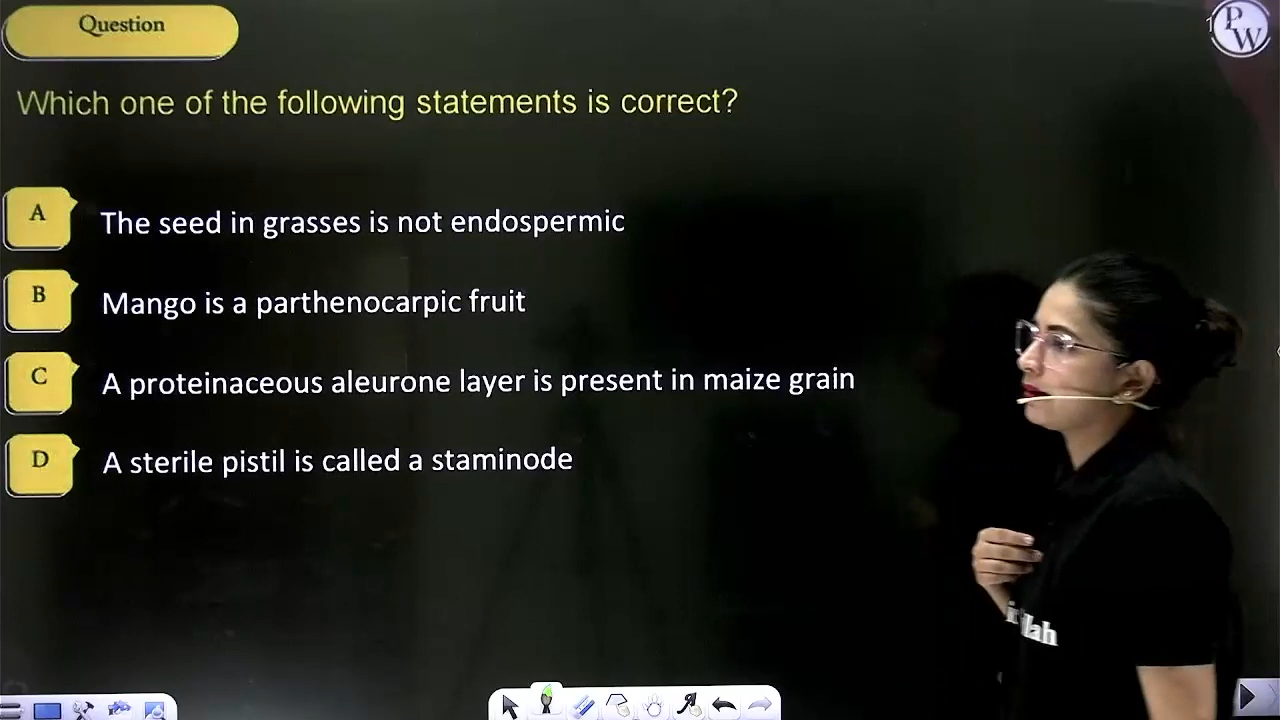 Question
PW
Which one of the following statements is correct?
A
The seed in grasses is not endospermic
B
Mango is a parthenocarpic fruit
C
A proteinaceous aleurone layer is present in maize grain
D
A sterile pistil is called a staminode
lah